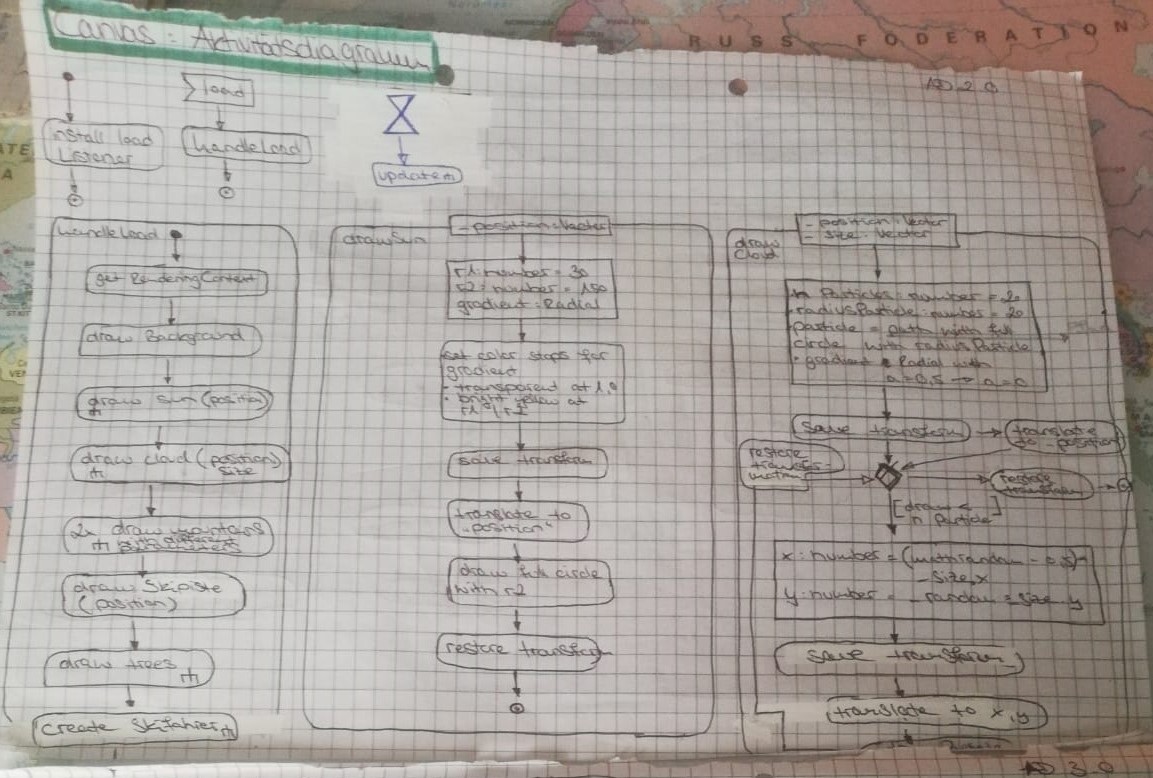 RUSS FODERATION
Canvas: Aktivitätsdiagramm
load
install load
Listener
handleLoad
update
handleLoad
get RenderingContext
draw Background
draw Sun (position)
draw cloud (position)
size
2x draw mountains
with different
draw Skipiste
(position)
draw trees
create Skifahrer
drawSun
- position: Vector
r1: number = 30
r2: number = 150
gradient: Radial
set color stops for
gradient
- transparent at 1,0
- bright yellow at
r1/r2
save transform
translate to
"position"
draw full circle
with r2
restore transform
AD 2.0
- position: Vector
- size: Vector
draw
Cloud
n Particles: number = 20
radiusParticle: number = 20
particle = path with full
circle with radiusParticle
gradient = Radial with
a=0,5 → a=0
save transform
translate
to -position
restore
restore
transform
[draw <
n Particle]
x: number = (math random - 0,5)*
-size.x
y: number = - random * size y
save transform
translate to x,y
AD 3.0